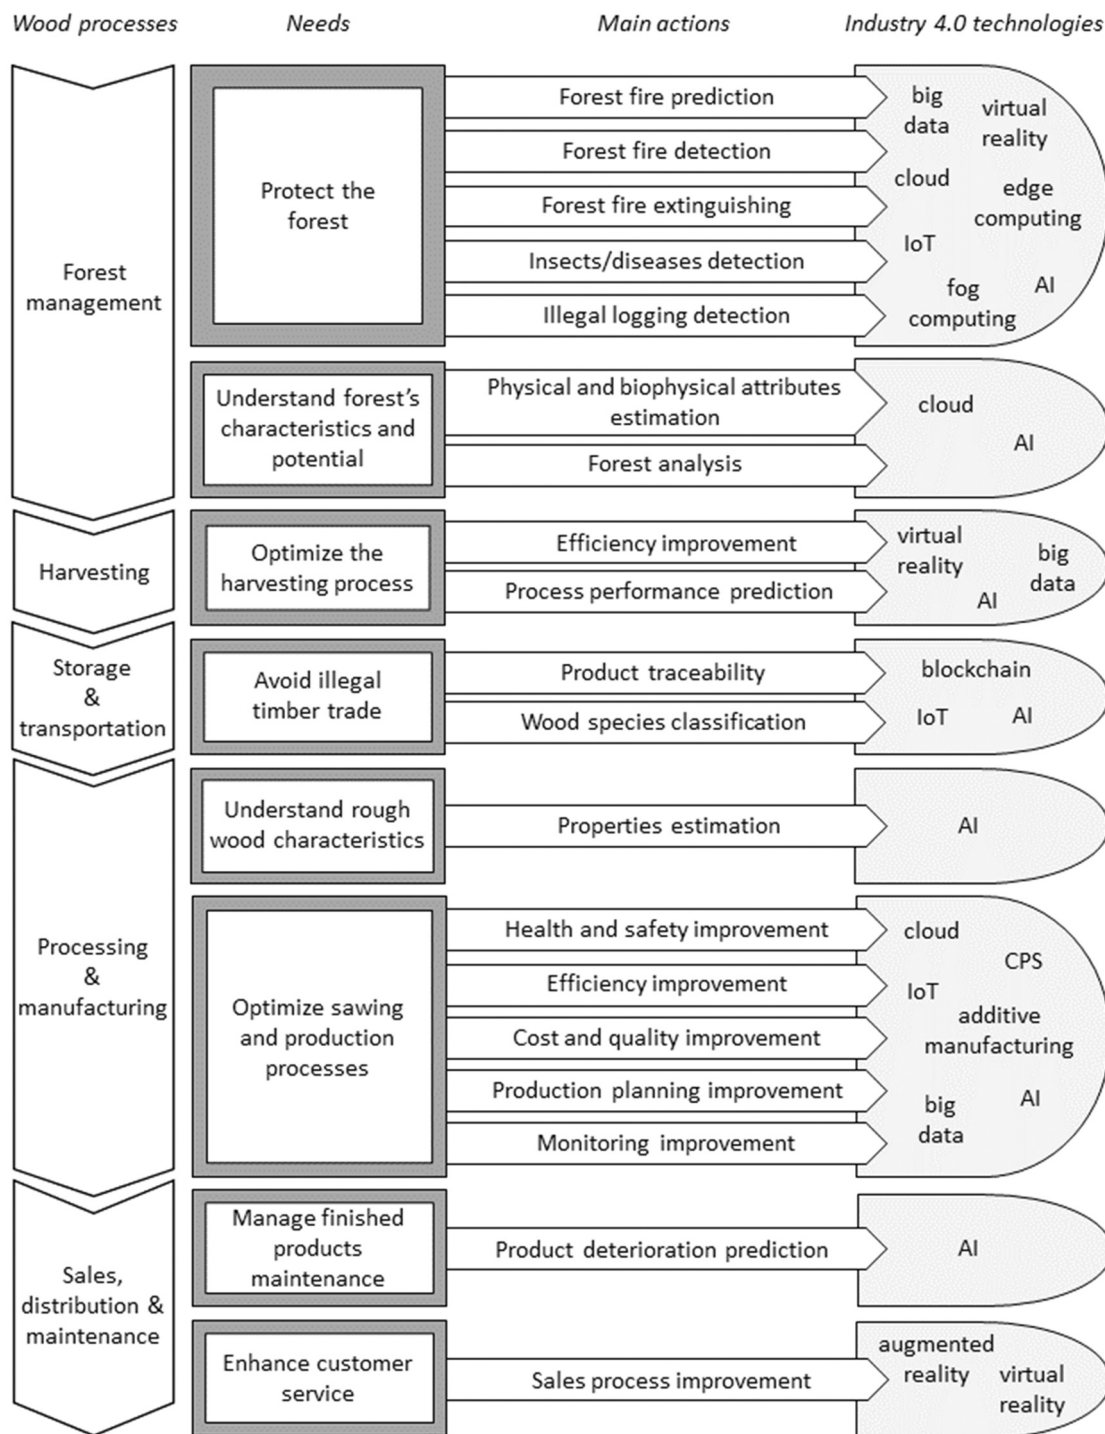 Wood processes
Needs
Main actions
Industry 4.0 technologies
Forest
management
Protect the
forest
Forest fire prediction
Forest fire detection
Forest fire extinguishing
Insects/diseases detection
Illegal logging detection
big
data
virtual
reality
cloud
edge
computing
IoT
AI
fog
computing
Understand forest’s
characteristics and
potential
Physical and biophysical attributes
estimation
Forest analysis
cloud
AI
Harvesting
Optimize the
harvesting process
Efficiency improvement
Process performance prediction
virtual
reality
big
data
AI
Storage
&
transportation
Avoid illegal
timber trade
Product traceability
Wood species classification
blockchain
IoT
AI
Processing
&
manufacturing
Understand rough
wood characteristics
Properties estimation
AI
Optimize sawing
and production
processes
Health and safety improvement
Efficiency improvement
Cost and quality improvement
Production planning improvement
Monitoring improvement
cloud
CPS
IoT
additive
manufacturing
AI
big
data
Sales,
distribution &
maintenance
Manage finished
products
maintenance
Product deterioration prediction
AI
Enhance customer
service
Sales process improvement
augmented
reality
virtual
reality